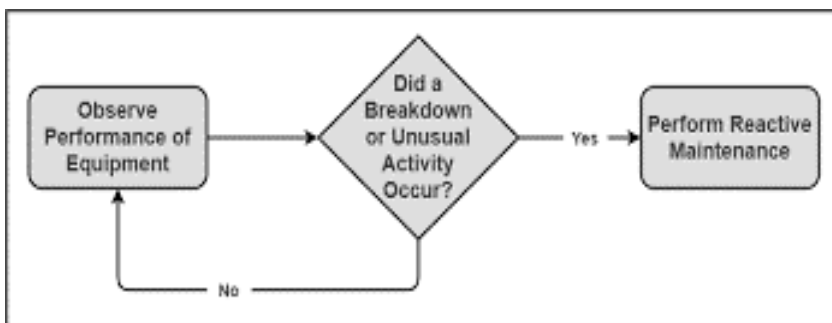 Observe
Performance of
Equipment
Did a
Breakdown
or Unusual
Activity
Occur?
Yes
Perform Reactive
Maintenance
No